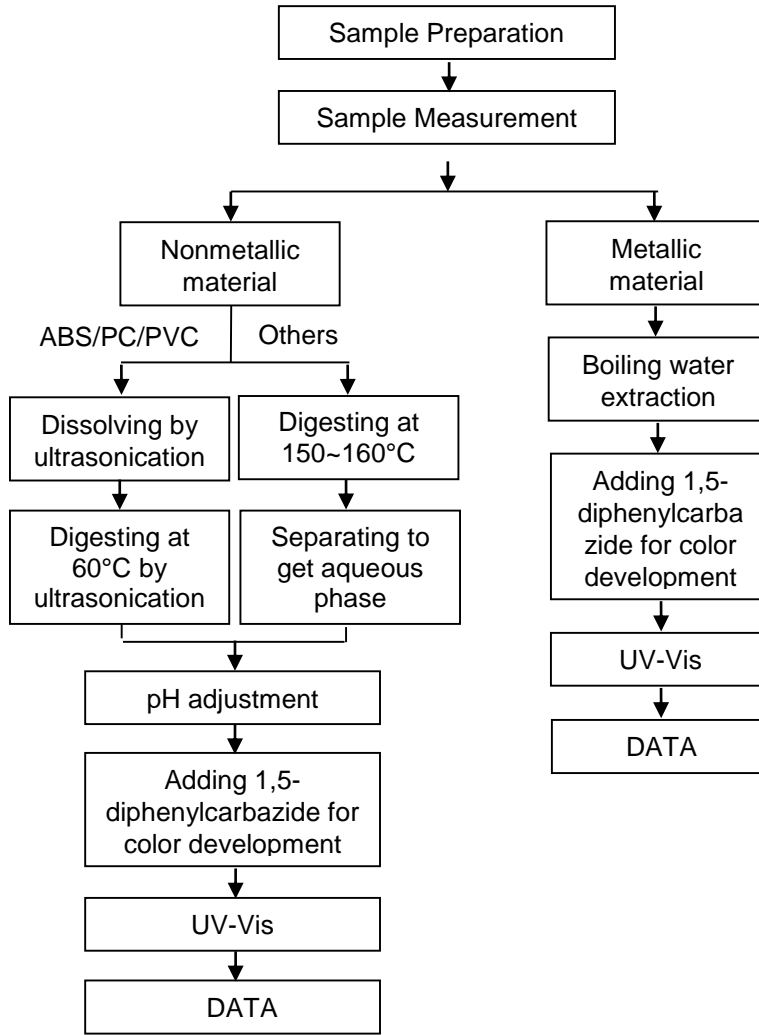 Sample Preparation
Sample Measurement
Nonmetallic
material
ABS/PC/PVC
Others
Dissolving by
ultrasonication
Digesting at
150~160°C
Digesting at
60°C by
ultrasonication
Separating to
get aqueous
phase
pH adjustment
Adding 1,5-
diphenylcarbazide for
color development
UV-Vis
DATA
Metallic
material
Boiling water
extraction
Adding 1,5-
diphenylcarba
zide for color
development
UV-Vis
DATA